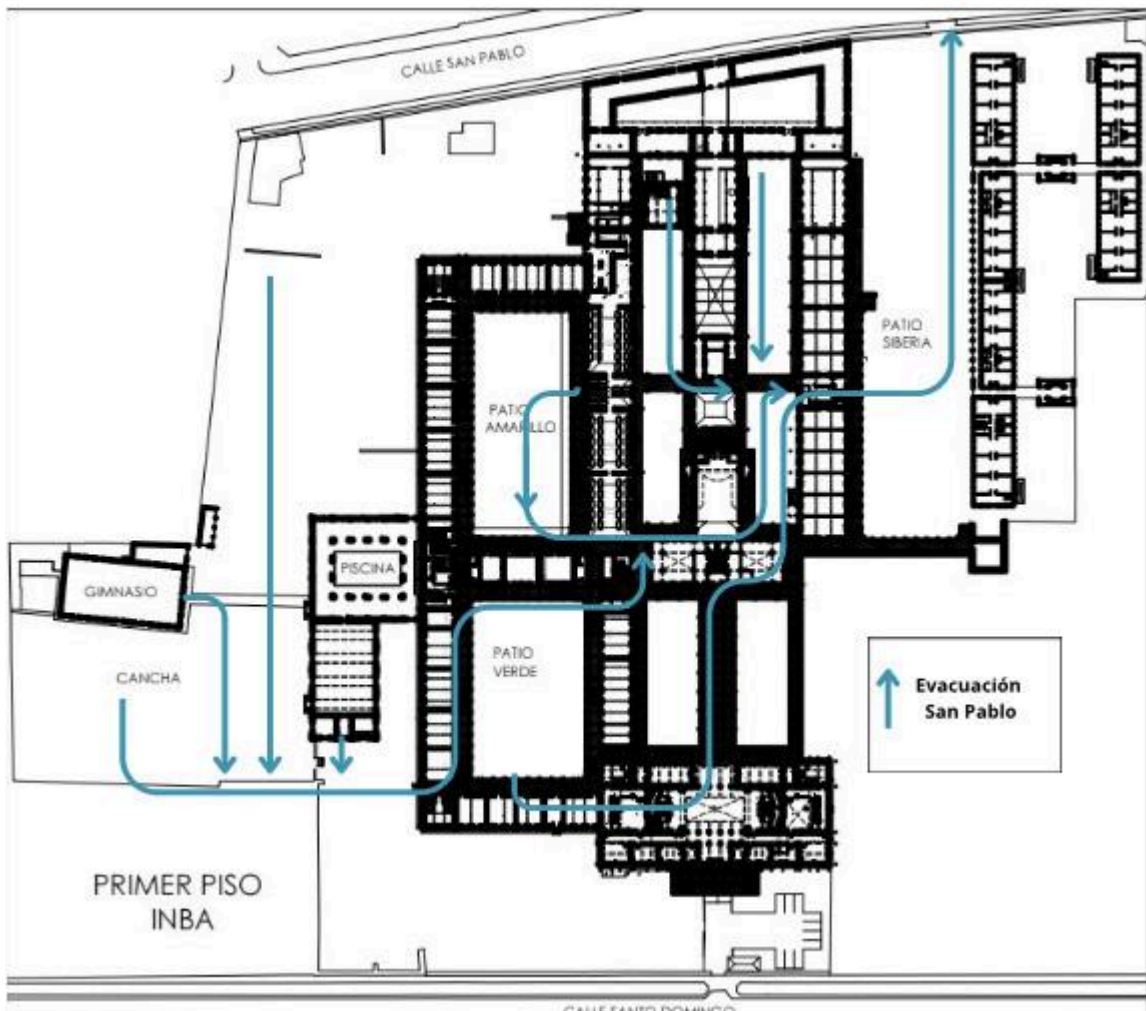 CALLE SAN PABLO
PATIO
SIBERIA
PATIO
AMARILLO
PISCINA
GIMNASIO
PATIO
VERDE
CANCHA
Evacuación
San Pablo
PRIMER PISO
INBA
CALLE SANTO DOMINGO